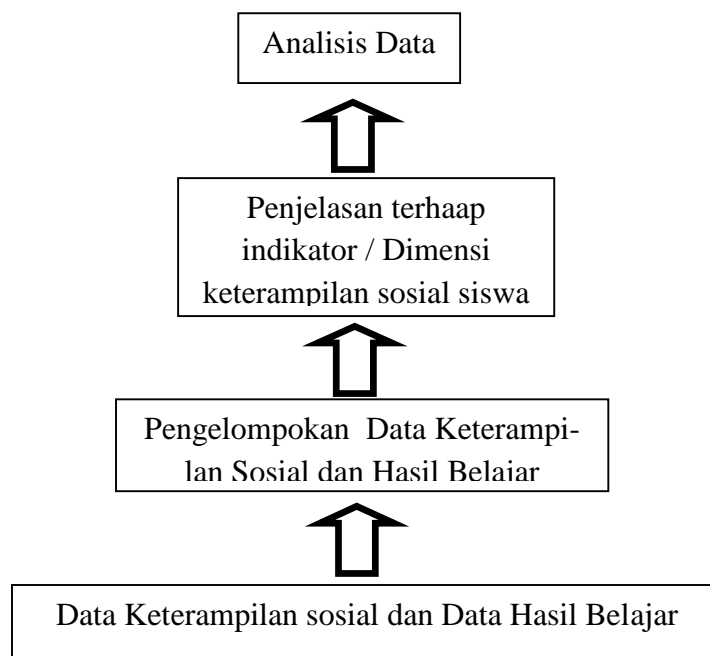 Analisis Data
Penjelasan terhaap
indikator / Dimensi
keterampilan sosial siswa
Pengelompokan Data Keterampi-
lan Sosial dan Hasil Belajar
Data Keterampilan sosial dan Data Hasil Belajar